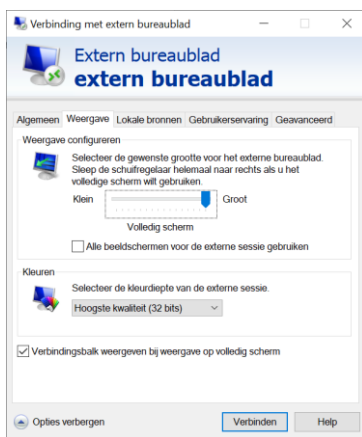 Verbinding met extern bureaublad
Extern bureaublad
extern bureaublad
Algemeen Weergave Lokale bronnen Gebruikerservaring Geavanceerd
Weergave configureren
Selecteer de gewenste grootte voor het externe bureaublad.
Sleep de schuifregelaar helemaal naar rechts als u het
volledige scherm wilt gebruiken.
Klein Groot
Volledig scherm
Alle beeldschermen voor de externe sessie gebruiken
Kleuren
Selecteer de kleurdiepte van de externe sessie.
Hoogste kwaliteit (32 bits)
Verbindingsbalk weergeven bij weergave op volledig scherm
Opties verbergen Verbinden Help